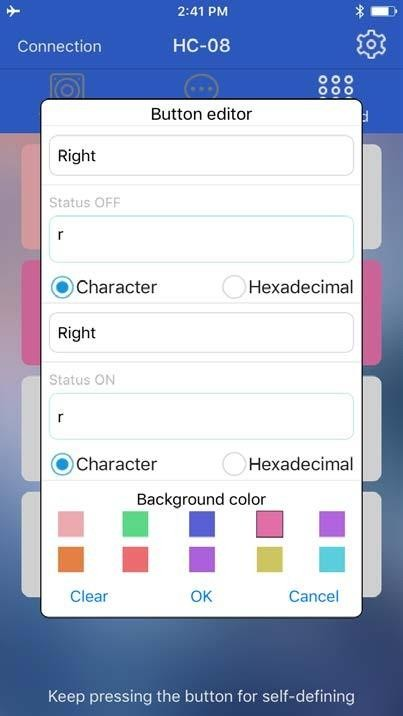 2:41 PM
Connection HC-08
d
Button editor
Right
Status OFF
r
Character Hexadecimal
Right
Status ON
r
Character Hexadecimal
Background color
Clear OK Cancel
Keep pressing the button for self-defining